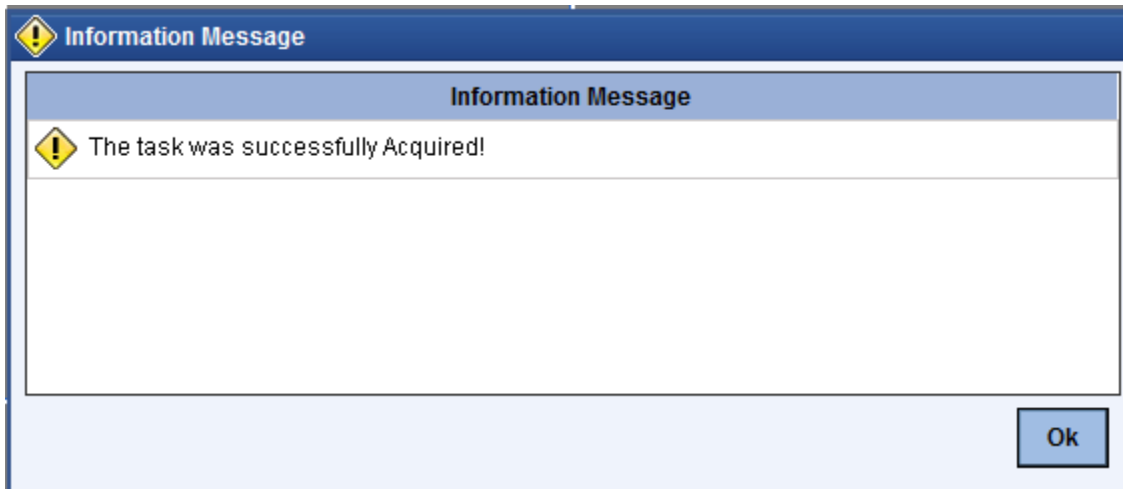 Information Message
Information Message
The task was successfully Acquired!
Ok